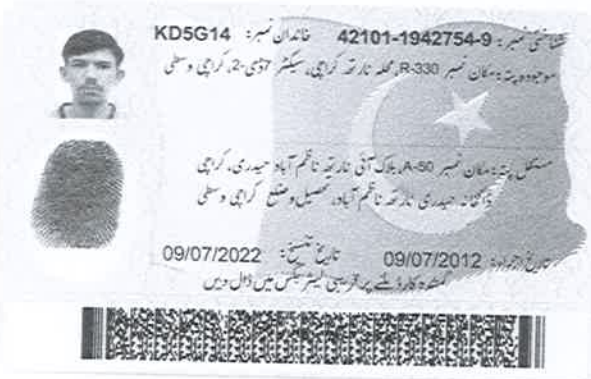 شناختی نمبر: 42101-1942754-9 خاندان نمبر: KD5G14
موجودہ پتہ: مکان نمبر R-330، محلہ نارتھ کراچی، سیکٹر 7ڈی-2، کراچی وسطی
مستقل پتہ: مکان نمبر A-50، بلاک آئی نارتھ ناظم آباد حیدری، کراچی
ڈاکخانہ حیدری نارتھ ناظم آباد، تحصیل و ضلع کراچی وسطی
تاریخ اجراء: 09/07/2012 تاریخ تنسیخ: 09/07/2022
گمشدہ کارڈ ملنے پر قریبی لیٹر بکس میں ڈال دیں